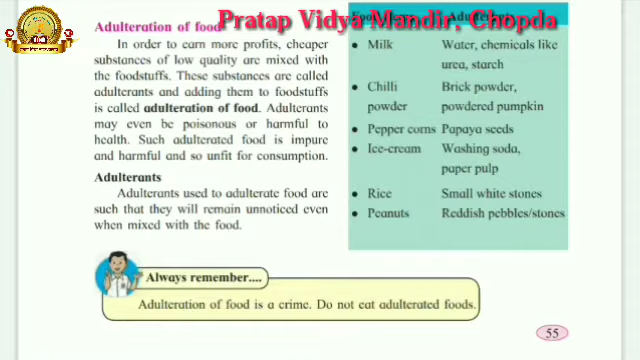 Pratap Vidya Mandir, Chopda
Adulteration of food
In order to earn more profits, cheaper
substances of low quality are mixed with
the foodstuffs. These substances are called
adulterants and adding them to foodstuffs
is called adulteration of food. Adulterants
may even be poisonous or harmful to
health. Such adulterated food is impure
and harmful and so unfit for consumption.
Adulterants
Adulterants used to adulterate food are
such that they will remain unnoticed even
when mixed with the food.
Adulterants
• Milk Water, chemicals like
urea, starch
• Chilli Brick powder,
powder powdered pumpkin
• Pepper corns Papaya seeds
• Ice-cream Washing soda,
paper pulp
• Rice Small white stones
• Peanuts Reddish pebbles/stones
Always remember....
Adulteration of food is a crime. Do not eat adulterated foods.
55